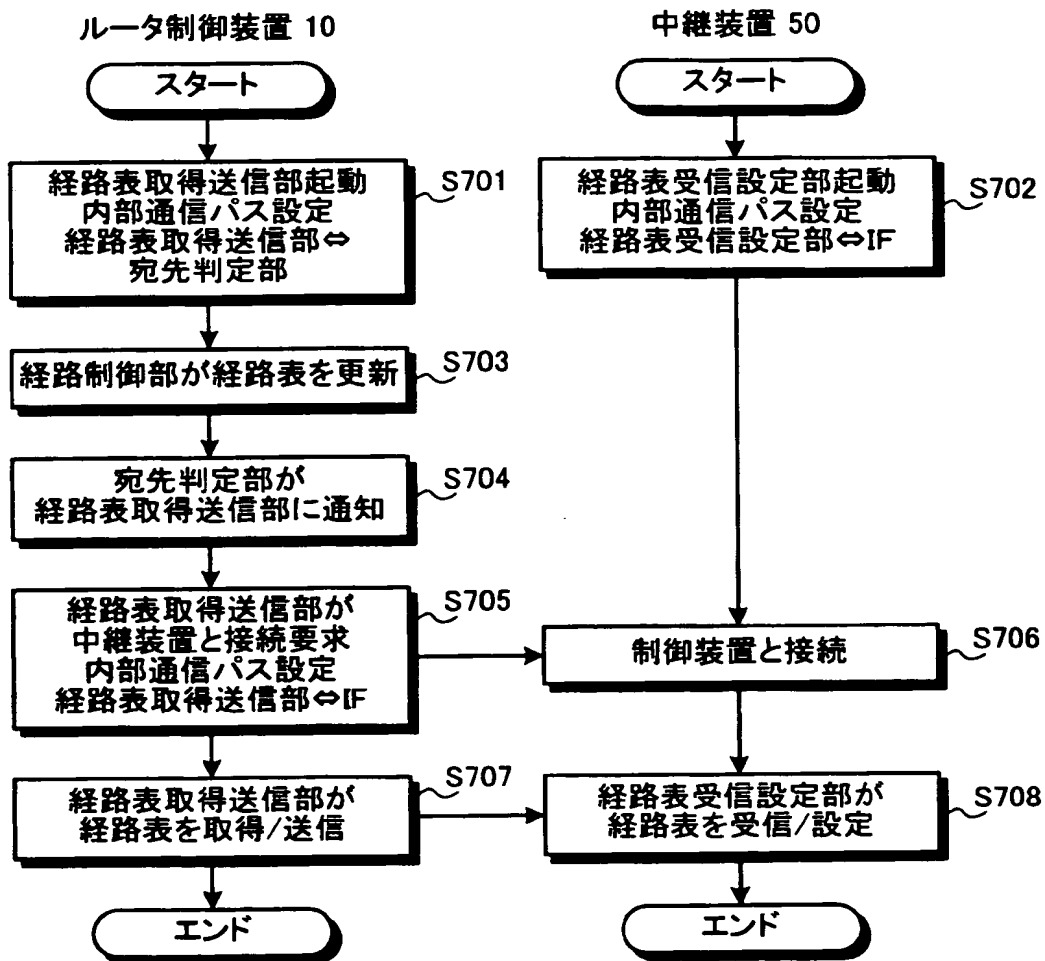 ルータ制御装置 10
スタート
経路表取得送信部起動
内部通信パス設定
経路表取得送信部⇔
宛先判定部
S701
経路制御部が経路表を更新
S703
宛先判定部が
経路表取得送信部に通知
S704
経路表取得送信部が
中継装置と接続要求
内部通信パス設定
経路表取得送信部⇔IF
S705
経路表取得送信部が
経路表を取得/送信
S707
エンド
中継装置 50
スタート
経路表受信設定部起動
内部通信パス設定
経路表受信設定部⇔IF
S702
制御装置と接続
S706
経路表受信設定部が
経路表を受信/設定
S708
エンド